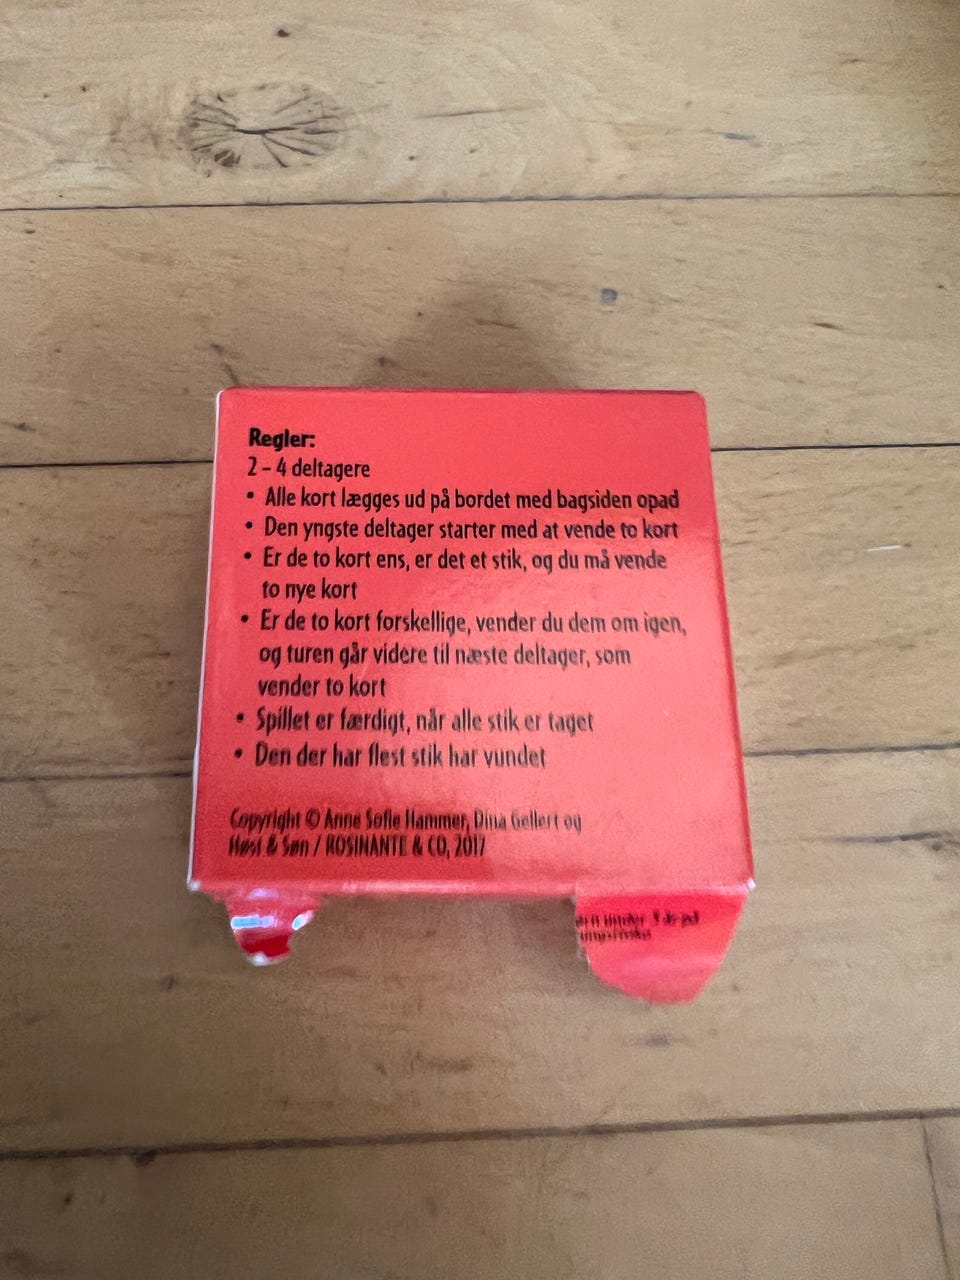 Regler:
2 – 4 deltagere
• Alle kort lægges ud på bordet med bagsiden opad
• Den yngste deltager starter med at vende to kort
• Er de to kort ens, er det et stik, og du må vende
to nye kort
• Er de to kort forskellige, vender du dem om igen,
og turen går videre til næste deltager, som
vender to kort
• Spillet er færdigt, når alle stik er taget
• Den der har flest stik har vundet
Copyright © Anne Sofie Hammer, Dina Gellert og
Høst & Søn / ROSINANTE & CO, 2017
under 3 år på